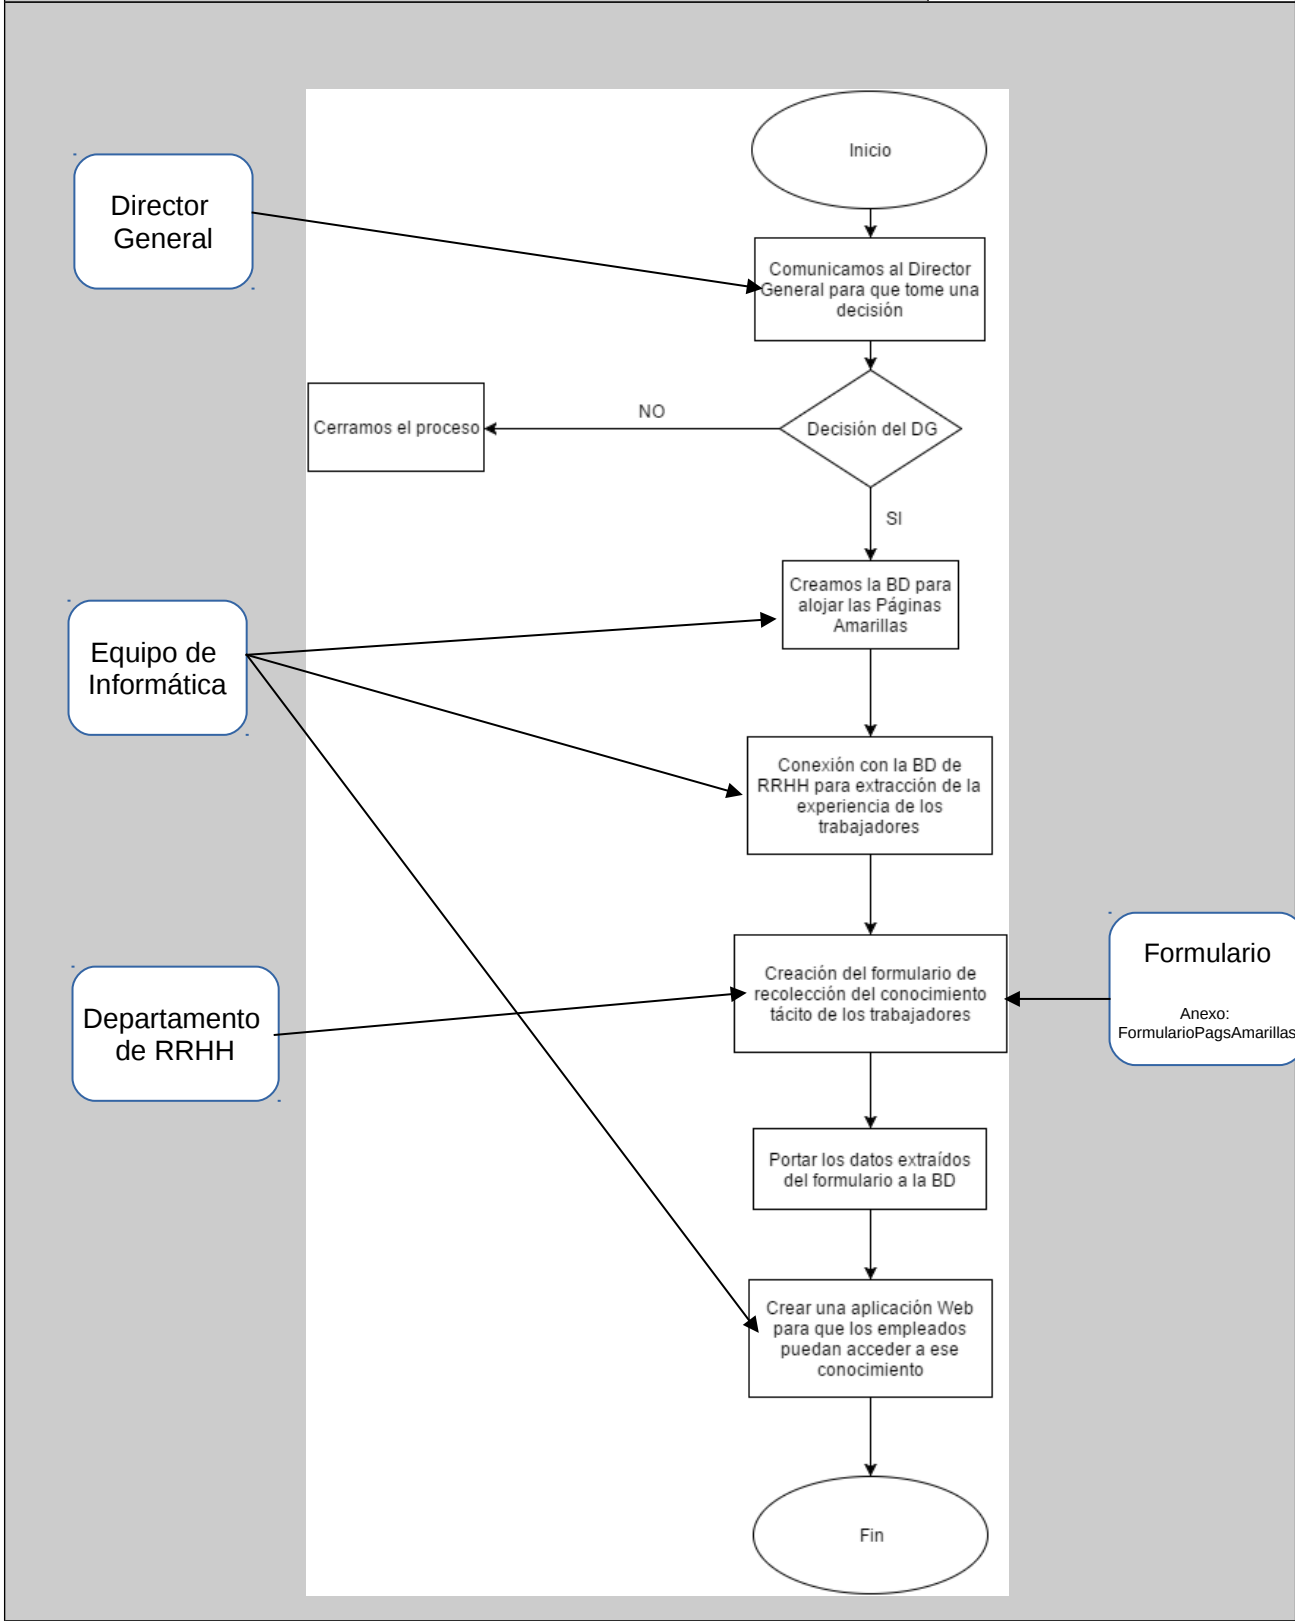 Inicio
Director
General
Comunicamos al Director
General para que tome una
decisión
NO
Cerramos el proceso
Decisión del DG
SI
Creamos la BD para
alojar las Páginas
Amarillas
Equipo de
Informática
Conexión con la BD de
RRHH para extracción de la
experiencia de los
trabajadores
Formulario
Anexo:
FormularioPagsAmarillas
Creación del formulario de
recolección del conocimiento
tácito de los trabajadores
Departamento
de RRHH
Portar los datos extraídos
del formulario a la BD
Crear una aplicación Web
para que los empleados
puedan acceder a ese
conocimiento
Fin